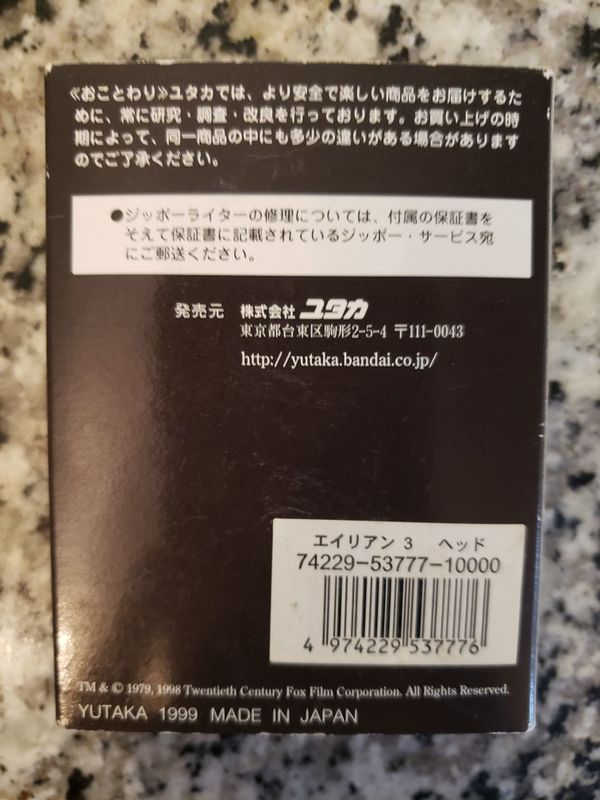 ≪おことわり≫ユタカでは、より安全で楽しい商品をお届けするた
めに、常に研究・調査・改良を行っております。お買い上げの時
期によって、同一商品の中にも多少の違いがある場合があります
のでご了承ください。
●ジッポーライターの修理については、付属の保証書を
そえて保証書に記載されているジッポー・サービス宛
にご郵送ください。
発売元 株式会社 ユタカ
東京都台東区駒形2-5-4 〒111-0043
http://yutaka.bandai.co.jp/
エイリアン 3 ヘッド
74229-53777-10000
4 974229 537776
TM & © 1979, 1998 Twentieth Century Fox Film Corporation. All Rights Reserved.
YUTAKA 1999 MADE IN JAPAN